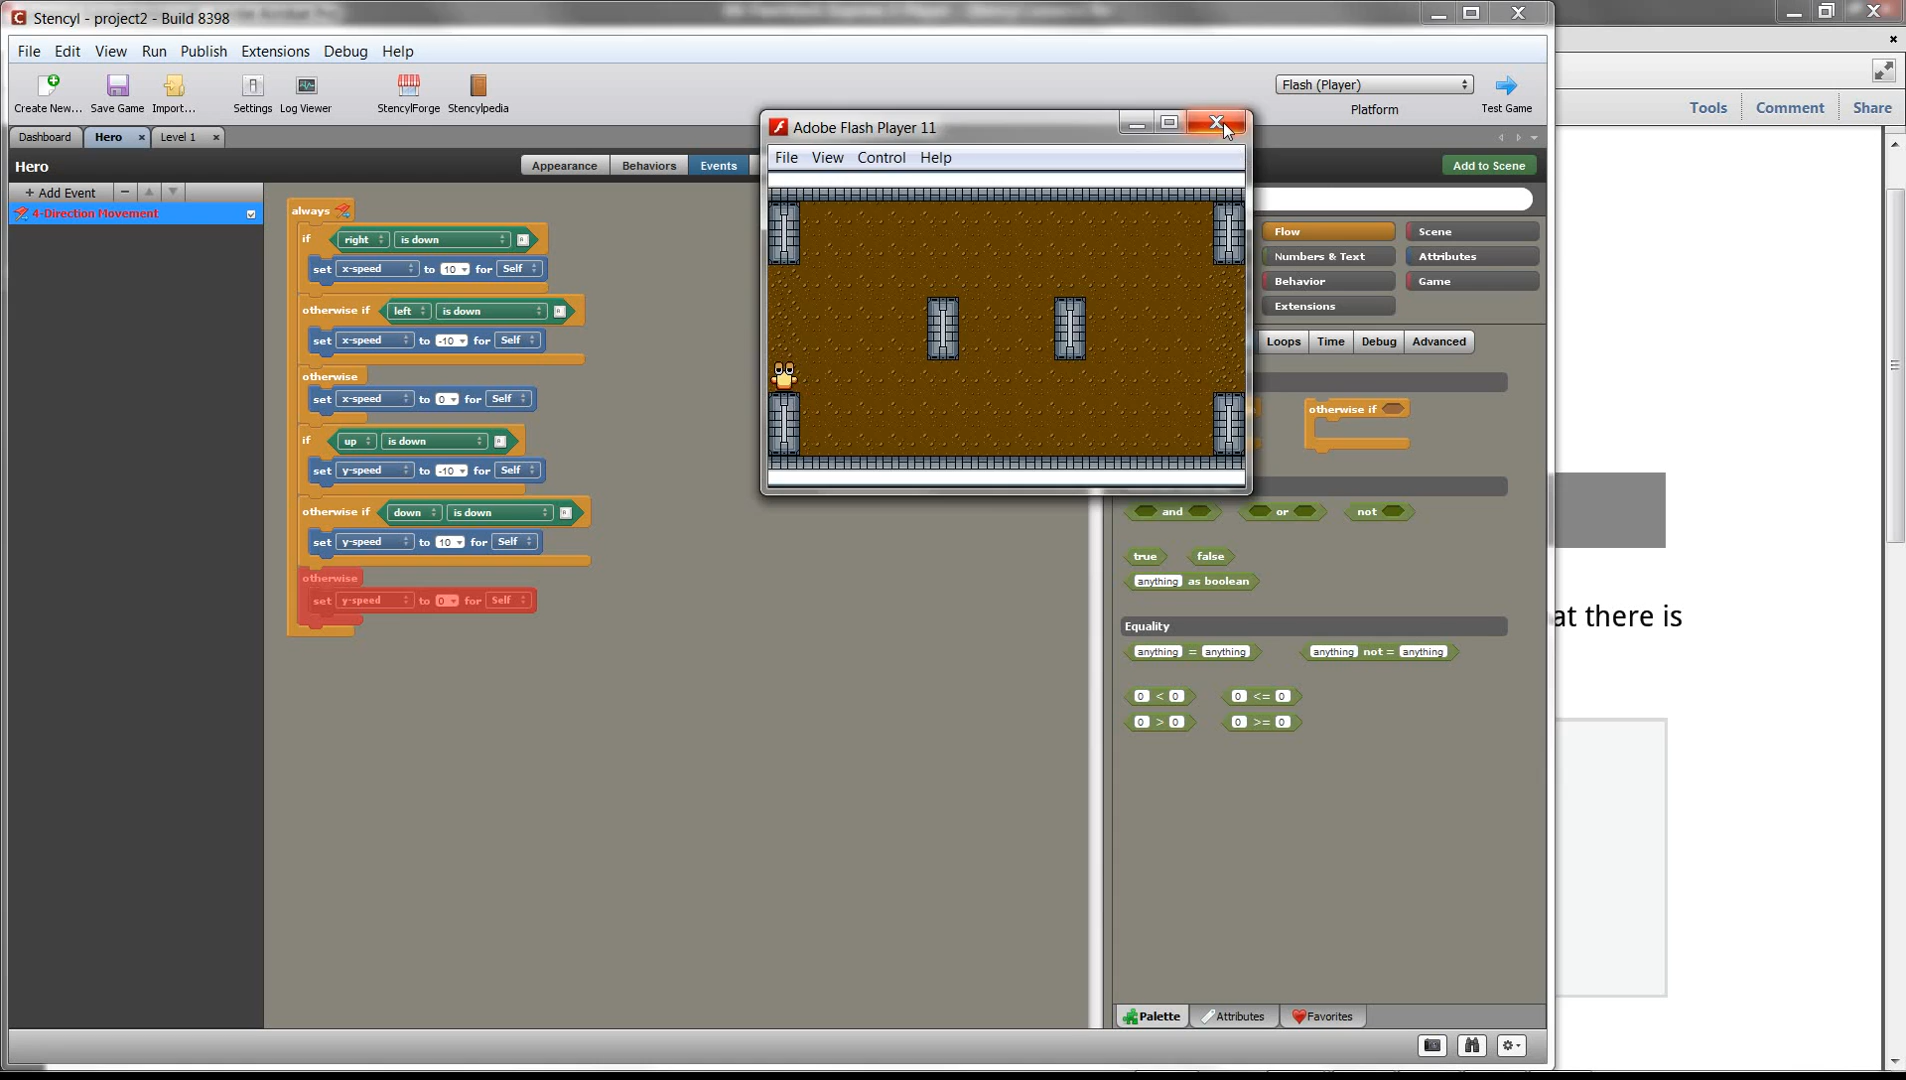 Stencyl - project2 - Build 8398
File Edit View Run Publish Extensions Debug Help
Create New... Save Game Import... Settings Log Viewer StencylForge Stencylpedia
Flash (Player)
Platform
Test Game
Tools Comment Share
Dashboard Hero Level 1
Adobe Flash Player 11
File View Control Help
Hero
Appearance Behaviors Events
Add to Scene
+ Add Event
4-Direction Movement
always
if right is down
set x-speed to 10 for Self
otherwise if left is down
set x-speed to -10 for Self
otherwise
set x-speed to 0 for Self
if up is down
set y-speed to -10 for Self
otherwise if down is down
set y-speed to 10 for Self
otherwise
set y-speed to 0 for Self
Flow Scene
Numbers & Text Attributes
Behavior Game
Extensions
Loops Time Debug Advanced
otherwise if
and or not
true false
anything as boolean
Equality
anything = anything anything not = anything
0 < 0 0 <= 0
0 > 0 0 >= 0
at there is
Palette Attributes Favorites